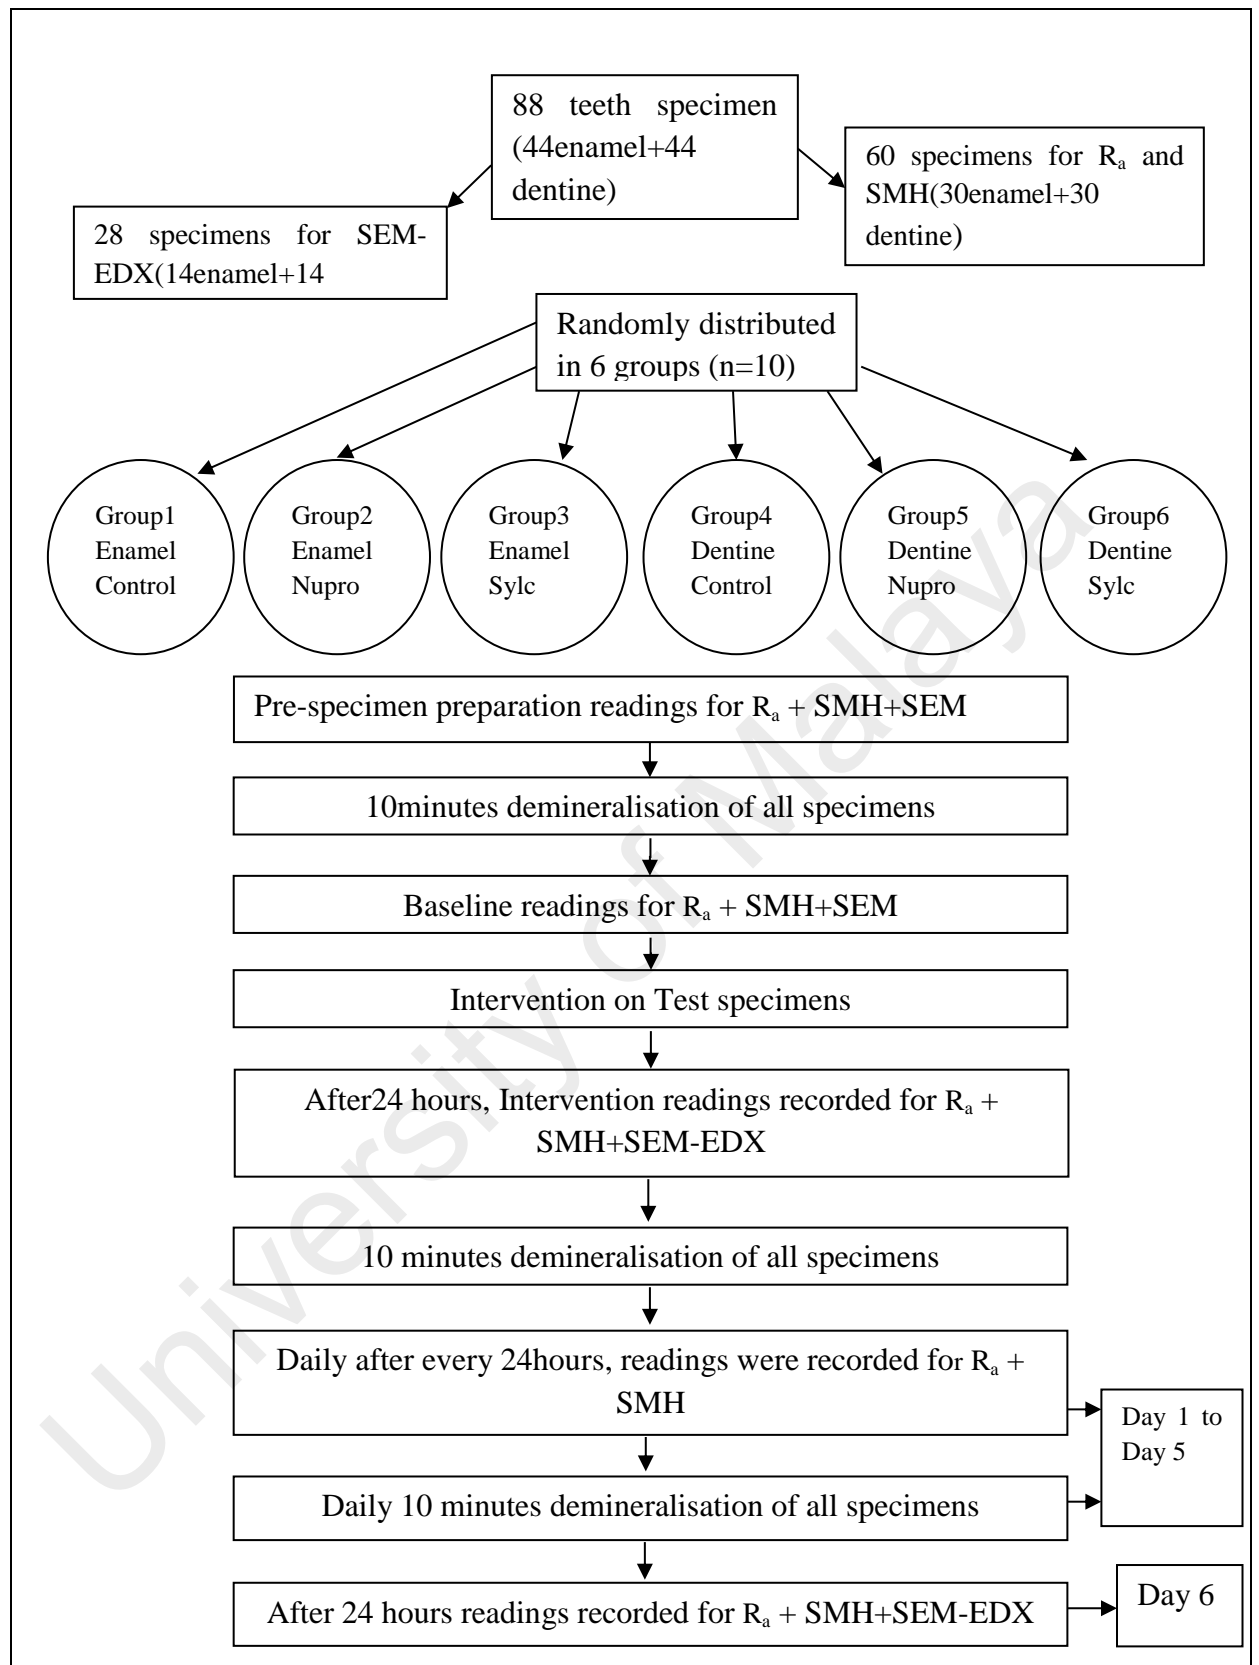 88 teeth specimen
(44enamel+44
dentine)
60 specimens for Ra and
SMH(30enamel+30
dentine)
28 specimens for SEM-
EDX(14enamel+14
Randomly distributed
in 6 groups (n=10)
Group1
Enamel
Control
Group2
Enamel
Nupro
Group3
Enamel
Sylc
Group4
Dentine
Control
Group5
Dentine
Nupro
Group6
Dentine
Sylc
Pre-specimen preparation readings for Ra + SMH+SEM
10minutes demineralisation of all specimens
Baseline readings for Ra + SMH+SEM
Intervention on Test specimens
After24 hours, Intervention readings recorded for Ra +
SMH+SEM-EDX
10 minutes demineralisation of all specimens
Daily after every 24hours, readings were recorded for Ra +
SMH
Day 1 to
Day 5
Daily 10 minutes demineralisation of all specimens
After 24 hours readings recorded for Ra + SMH+SEM-EDX
Day 6
University of Malaya